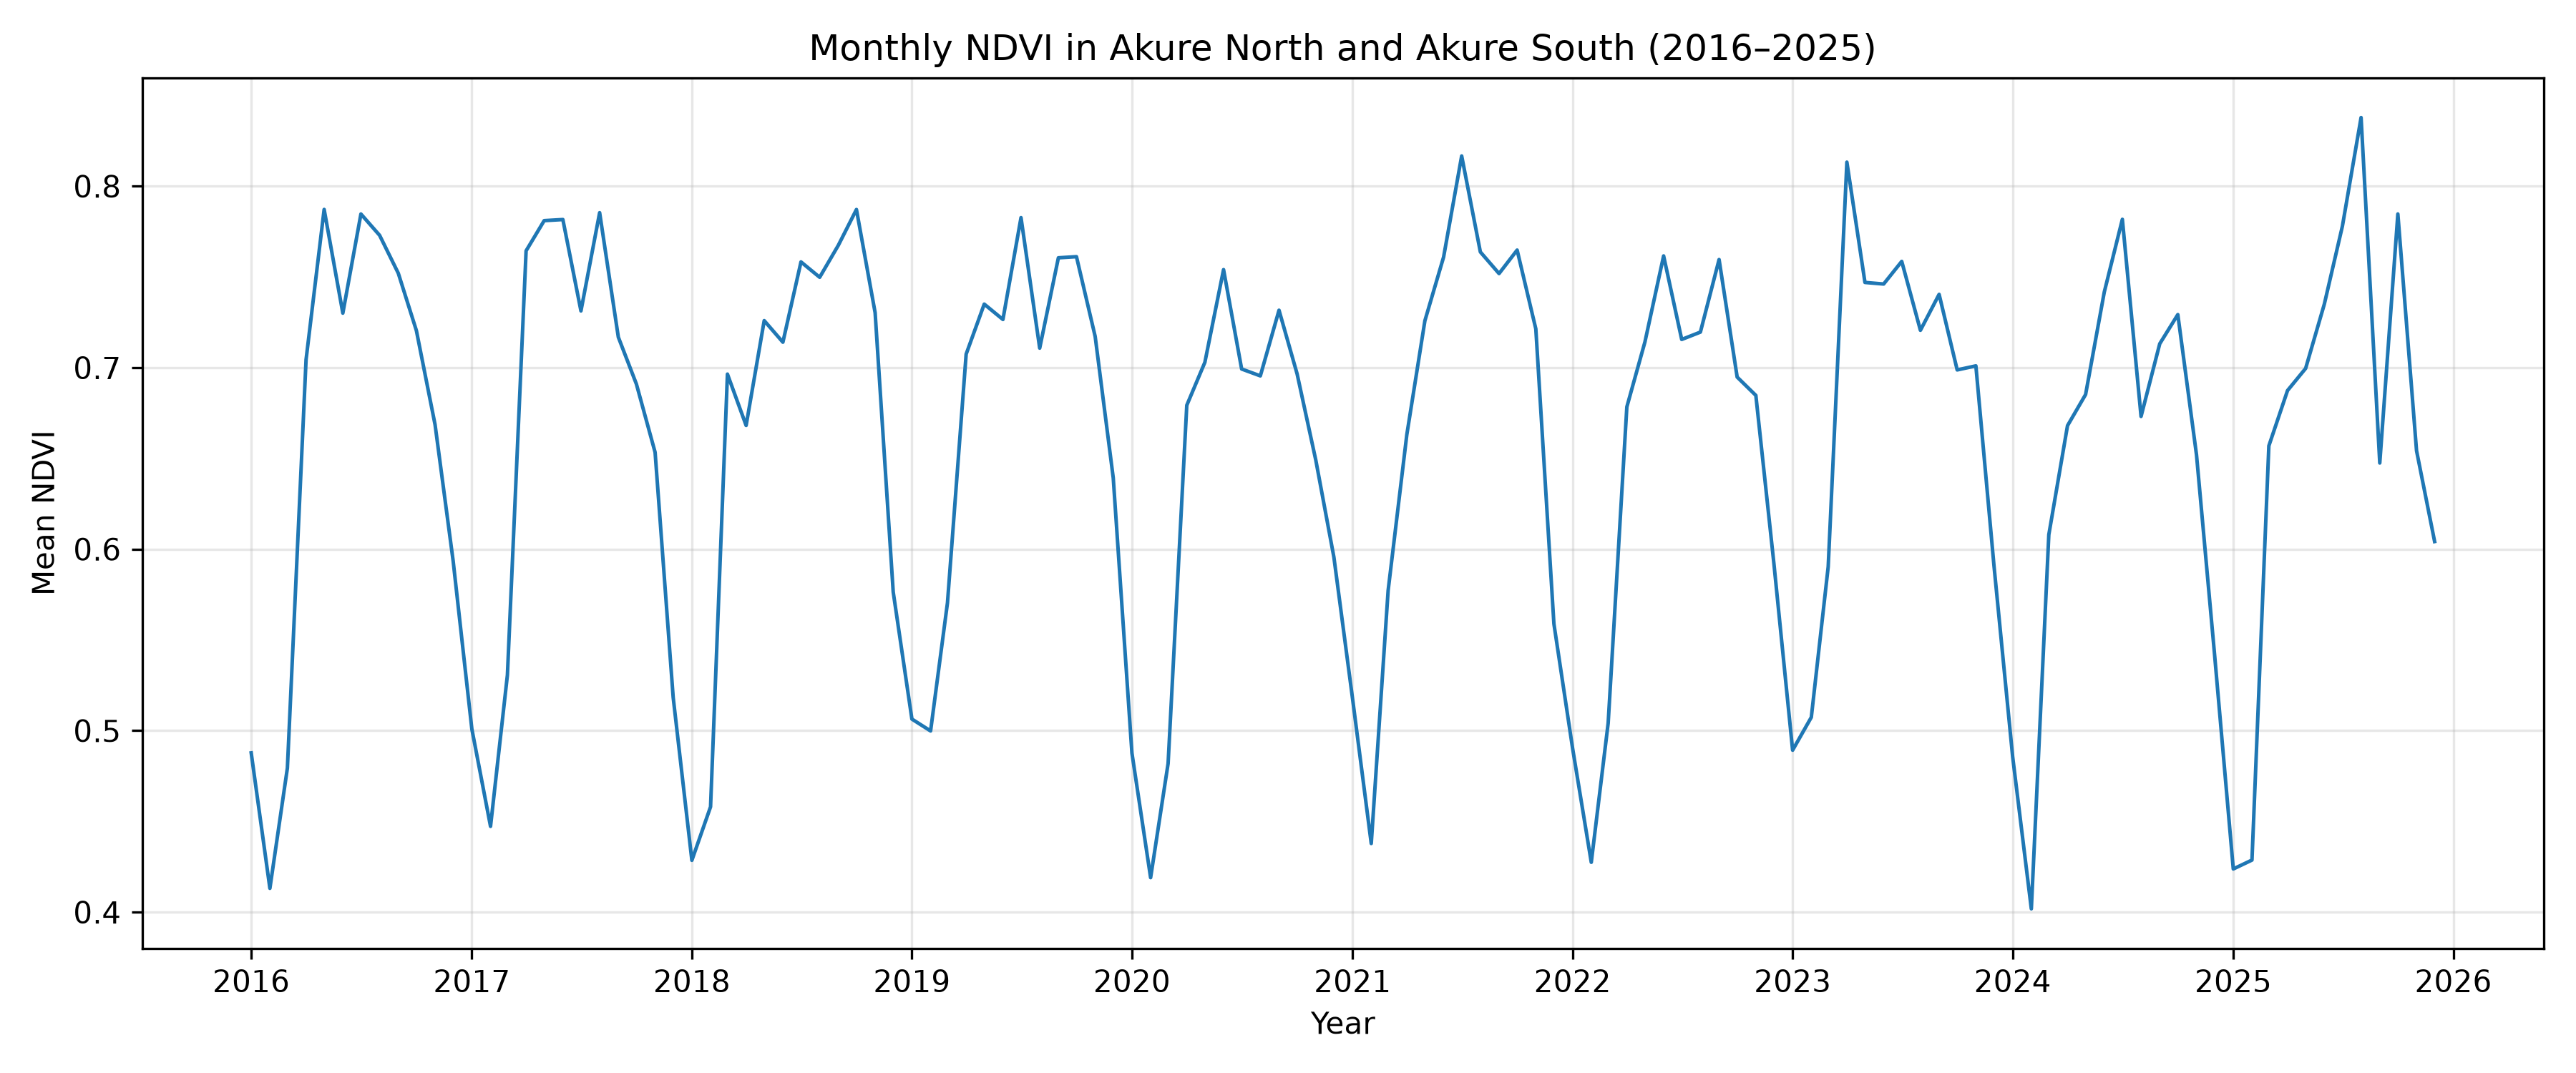 Monthly NDVI in Akure North and Akure South (2016–2025)
Mean NDVI
0.8
0.7
0.6
0.5
0.4
2016 2017 2018 2019 2020 2021 2022 2023 2024 2025 2026
Year